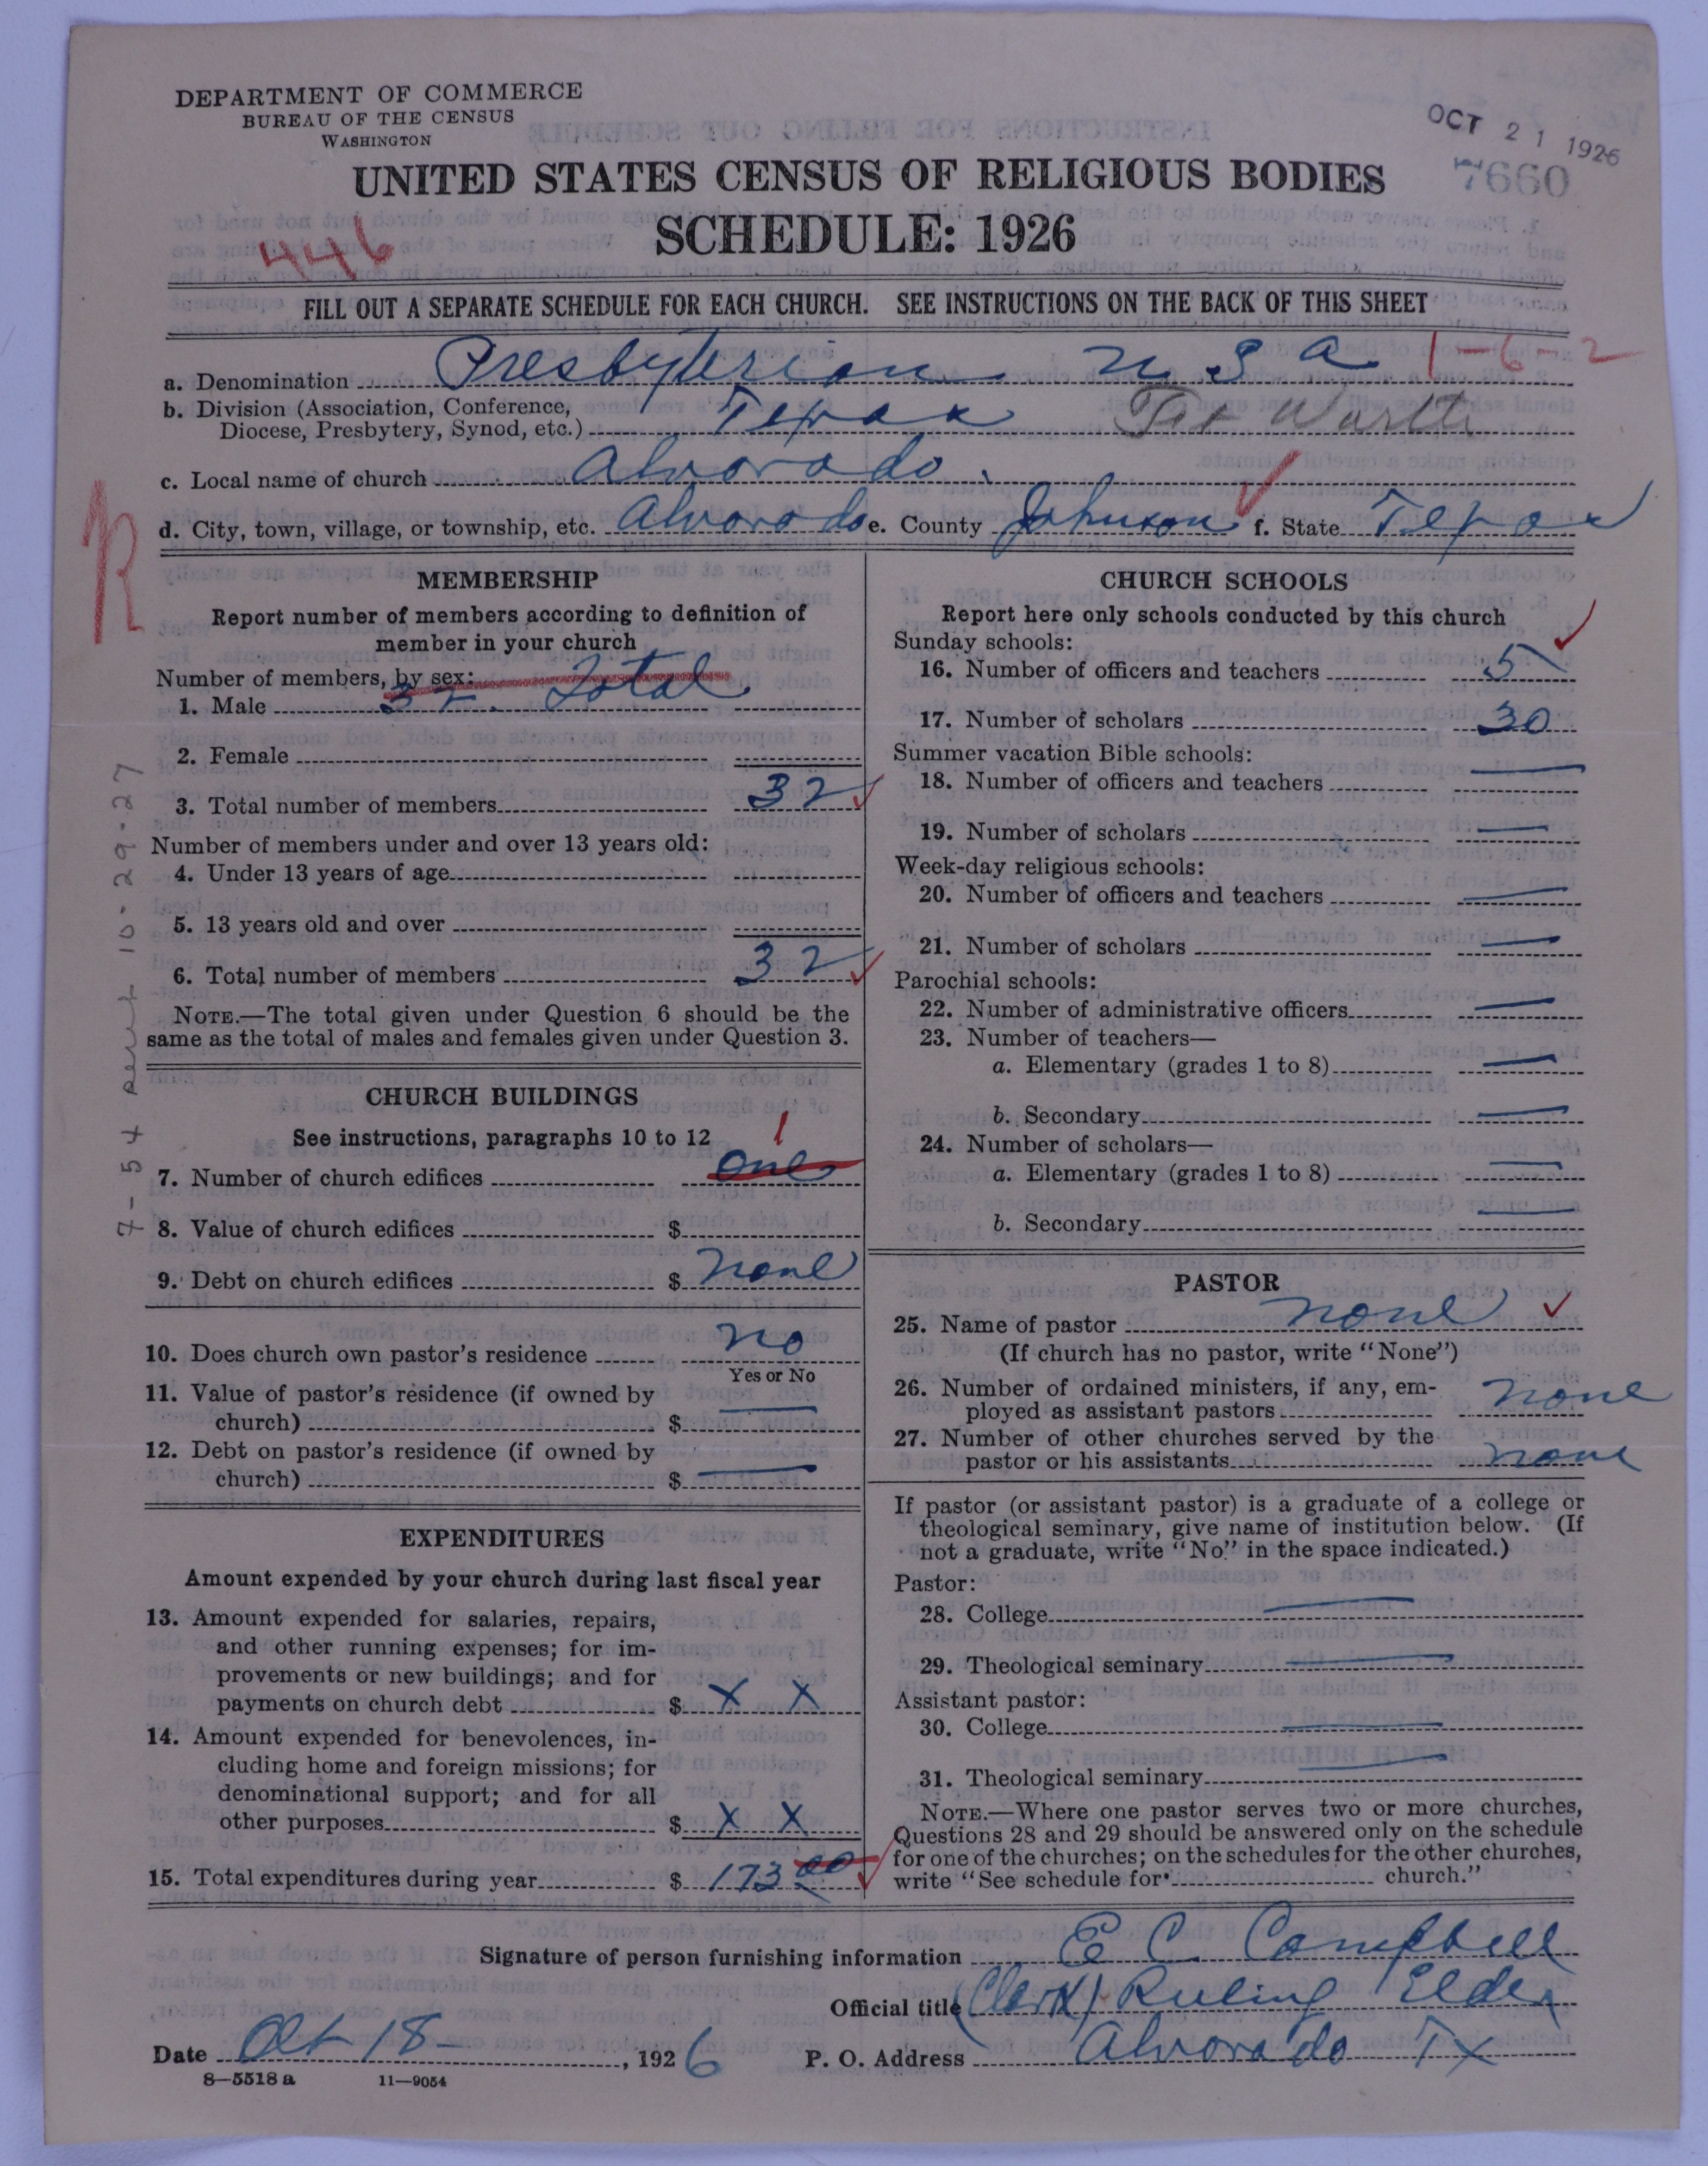 DEPARTMENT OF COMMERCE
BUREAU OF THE CENSUS
WASHINGTON
OCT 21 1926
7660
UNITED STATES CENSUS OF RELIGIOUS BODIES
SCHEDULE: 1926
446
FILL OUT A SEPARATE SCHEDULE FOR EACH CHURCH. SEE INSTRUCTIONS ON THE BACK OF THIS SHEET
a. Denomination Presbyterian U S A 1-6-2
b. Division (Association, Conference,
Diocese, Presbytery, Synod, etc.) Texas Ft Worth
c. Local name of church Alvarado.
d. City, town, village, or township, etc. Alvarado e. County Johnson f. State Texas
R
MEMBERSHIP
Report number of members according to definition of
member in your church
Number of members, by sex:
1. Male 32. Total
2. Female
3. Total number of members 32
Number of members under and over 13 years old:
4. Under 13 years of age
5. 13 years old and over
6. Total number of members 32
NOTE.—The total given under Question 6 should be the
same as the total of males and females given under Question 3.
CHURCH BUILDINGS
See instructions, paragraphs 10 to 12 1
7. Number of church edifices one
8. Value of church edifices $
9. Debt on church edifices $ none
10. Does church own pastor's residence no
Yes or No
11. Value of pastor's residence (if owned by
church) $ —
12. Debt on pastor's residence (if owned by
church) $ —
EXPENDITURES
Amount expended by your church during last fiscal year
13. Amount expended for salaries, repairs,
and other running expenses; for im-
provements or new buildings; and for
payments on church debt $ X X
14. Amount expended for benevolences, in-
cluding home and foreign missions; for
denominational support; and for all
other purposes $ X X
15. Total expenditures during year $ 173 00
CHURCH SCHOOLS
Report here only schools conducted by this church
Sunday schools:
16. Number of officers and teachers 5
17. Number of scholars 30
Summer vacation Bible schools:
18. Number of officers and teachers —
19. Number of scholars —
Week-day religious schools:
20. Number of officers and teachers —
21. Number of scholars —
Parochial schools:
22. Number of administrative officers —
23. Number of teachers—
a. Elementary (grades 1 to 8) —
b. Secondary —
24. Number of scholars—
a. Elementary (grades 1 to 8) —
b. Secondary —
PASTOR
25. Name of pastor none
(If church has no pastor, write "None")
26. Number of ordained ministers, if any, em-
ployed as assistant pastors none
27. Number of other churches served by the
pastor or his assistants none
If pastor (or assistant pastor) is a graduate of a college or
theological seminary, give name of institution below. (If
not a graduate, write "No" in the space indicated.)
Pastor:
28. College —
29. Theological seminary —
Assistant pastor:
30. College —
31. Theological seminary —
NOTE.—Where one pastor serves two or more churches,
Questions 28 and 29 should be answered only on the schedule
for one of the churches; on the schedules for the other churches,
write "See schedule for church."
Signature of person furnishing information E C Campbell
Official title (Clerk) Ruling Elder
Date Oct 18 - , 1926 P. O. Address Alvarado Tx
8—5518 a 11—9054
10-29-27